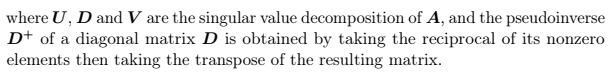 where U, D and V are the singular value decomposition of A, and the pseudoinverse
D⁺ of a diagonal matrix D is obtained by taking the reciprocal of its nonzero
elements then taking the transpose of the resulting matrix.